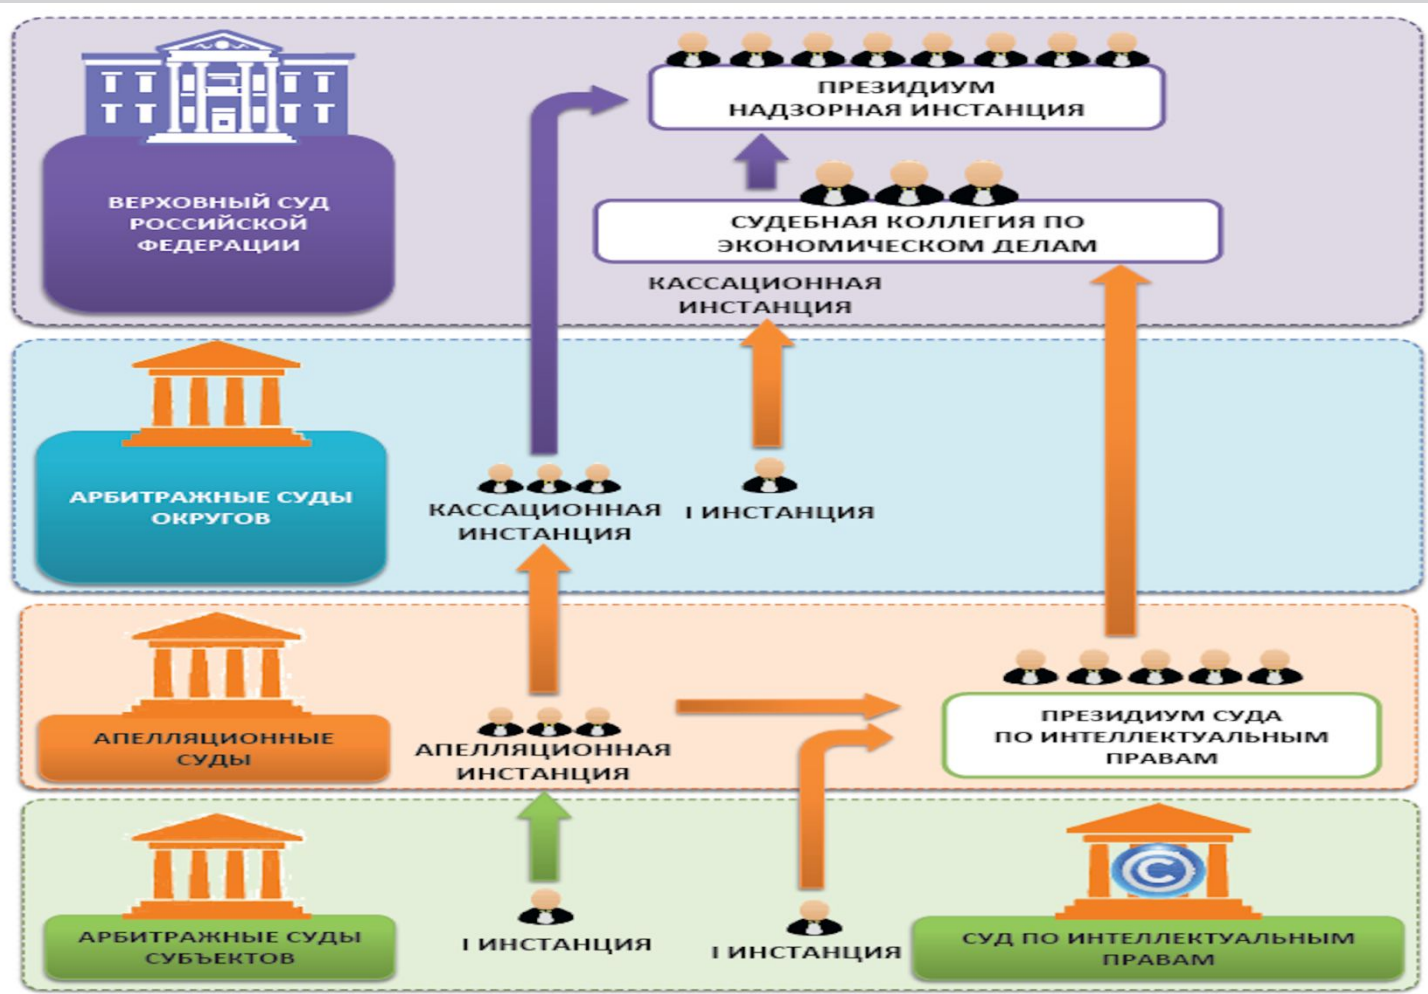 ПРЕЗИДИУМ
НАДЗОРНАЯ ИНСТАНЦИЯ
ВЕРХОВНЫЙ СУД
РОССИЙСКОЙ
ФЕДЕРАЦИИ
СУДЕБНАЯ КОЛЛЕГИЯ ПО
ЭКОНОМИЧЕСКОМ ДЕЛАМ
КАССАЦИОННАЯ
ИНСТАНЦИЯ
АРБИТРАЖНЫЕ СУДЫ
ОКРУГОВ
КАССАЦИОННАЯ
ИНСТАНЦИЯ
I ИНСТАНЦИЯ
АПЕЛЛЯЦИОННЫЕ
СУДЫ
АПЕЛЛЯЦИОННАЯ
ИНСТАНЦИЯ
ПРЕЗИДИУМ СУДА
ПО ИНТЕЛЛЕКТУАЛЬНЫМ
ПРАВАМ
АРБИТРАЖНЫЕ СУДЫ
СУБЪЕКТОВ
I ИНСТАНЦИЯ
I ИНСТАНЦИЯ
©
СУД ПО ИНТЕЛЛЕКТУАЛЬНЫМ
ПРАВАМ